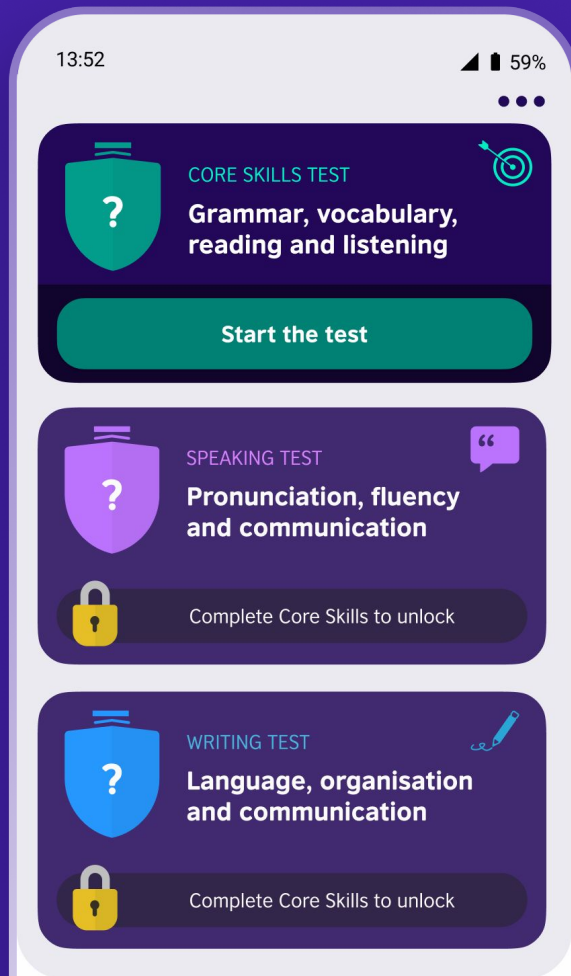 13:52
59%
CORE SKILLS TEST
?
Grammar, vocabulary,
reading and listening
Start the test
SPEAKING TEST
“
?
Pronunciation, fluency
and communication
Complete Core Skills to unlock
WRITING TEST
?
Language, organisation
and communication
Complete Core Skills to unlock